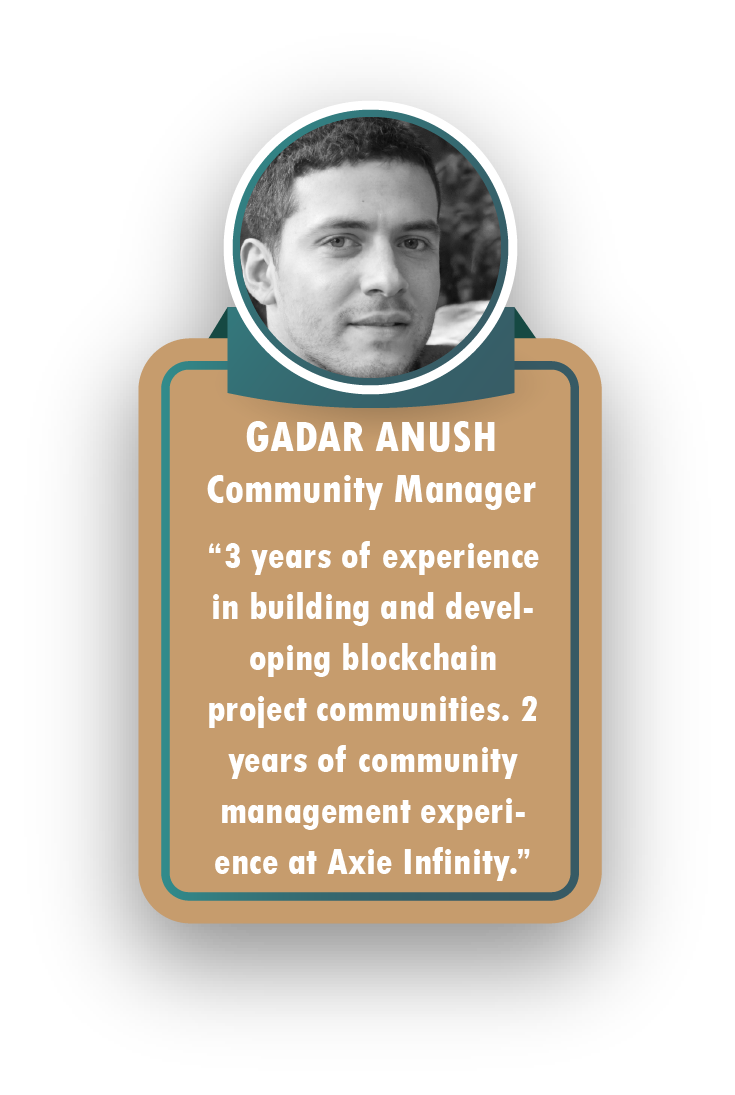 GADAR ANUSH
Community Manager
“3 years of experience
in building and devel-
oping blockchain
project communities. 2
years of community
management experi-
ence at Axie Infinity.”